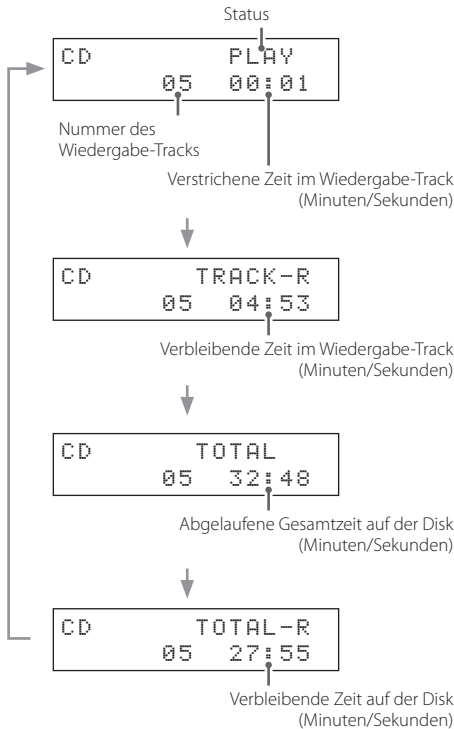 Status
CD PLAY
05 00:01
Nummer des
Wiedergabe-Tracks
Verstrichene Zeit im Wiedergabe-Track
(Minuten/Sekunden)
CD TRACK-R
05 04:53
Verbleibende Zeit im Wiedergabe-Track
(Minuten/Sekunden)
CD TOTAL
05 32:48
Abgelaufene Gesamtzeit auf der Disk
(Minuten/Sekunden)
CD TOTAL-R
05 27:55
Verbleibende Zeit auf der Disk
(Minuten/Sekunden)